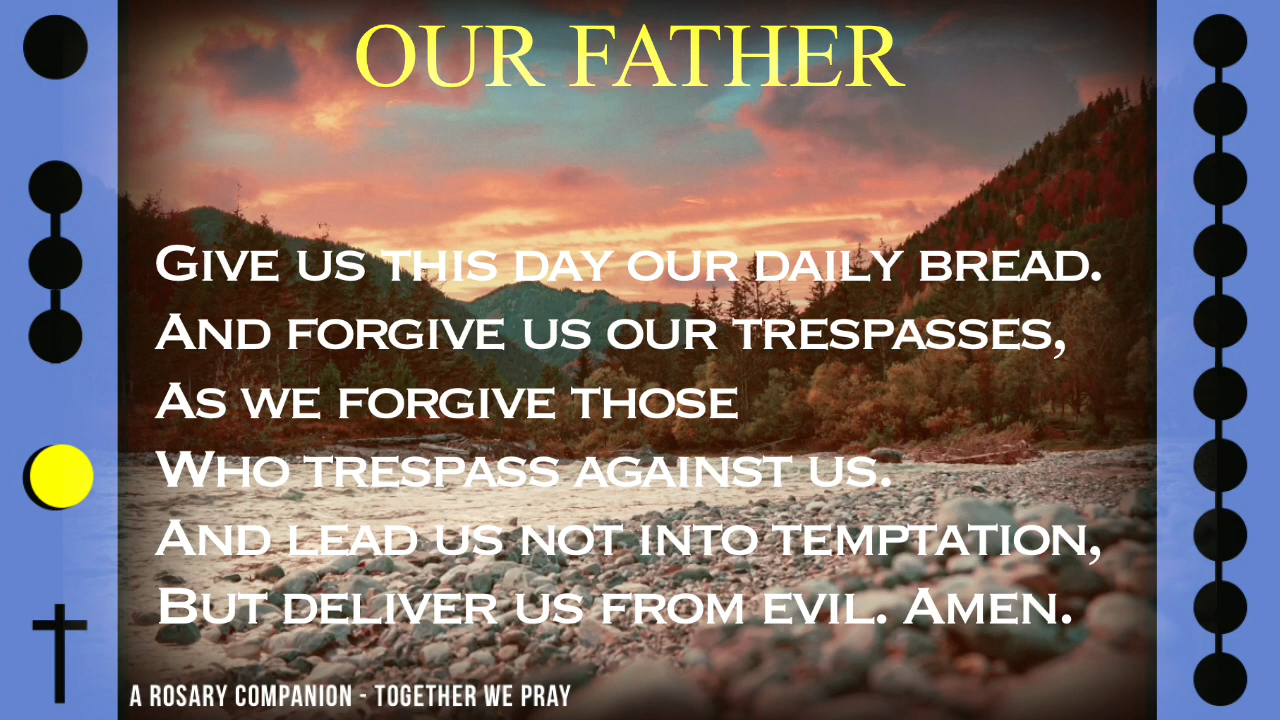 OUR FATHER
Give us this day our daily bread.
And forgive us our trespasses,
As we forgive those
Who trespass against us.
And lead us not into temptation,
But deliver us from evil. Amen.
A ROSARY COMPANION - TOGETHER WE PRAY